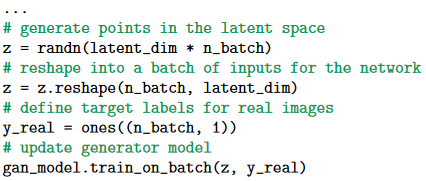 ...
# generate points in the latent space
z = randn(latent_dim * n_batch)
# reshape into a batch of inputs for the network
z = z.reshape(n_batch, latent_dim)
# define target labels for real images
y_real = ones((n_batch, 1))
# update generator model
gan_model.train_on_batch(z, y_real)